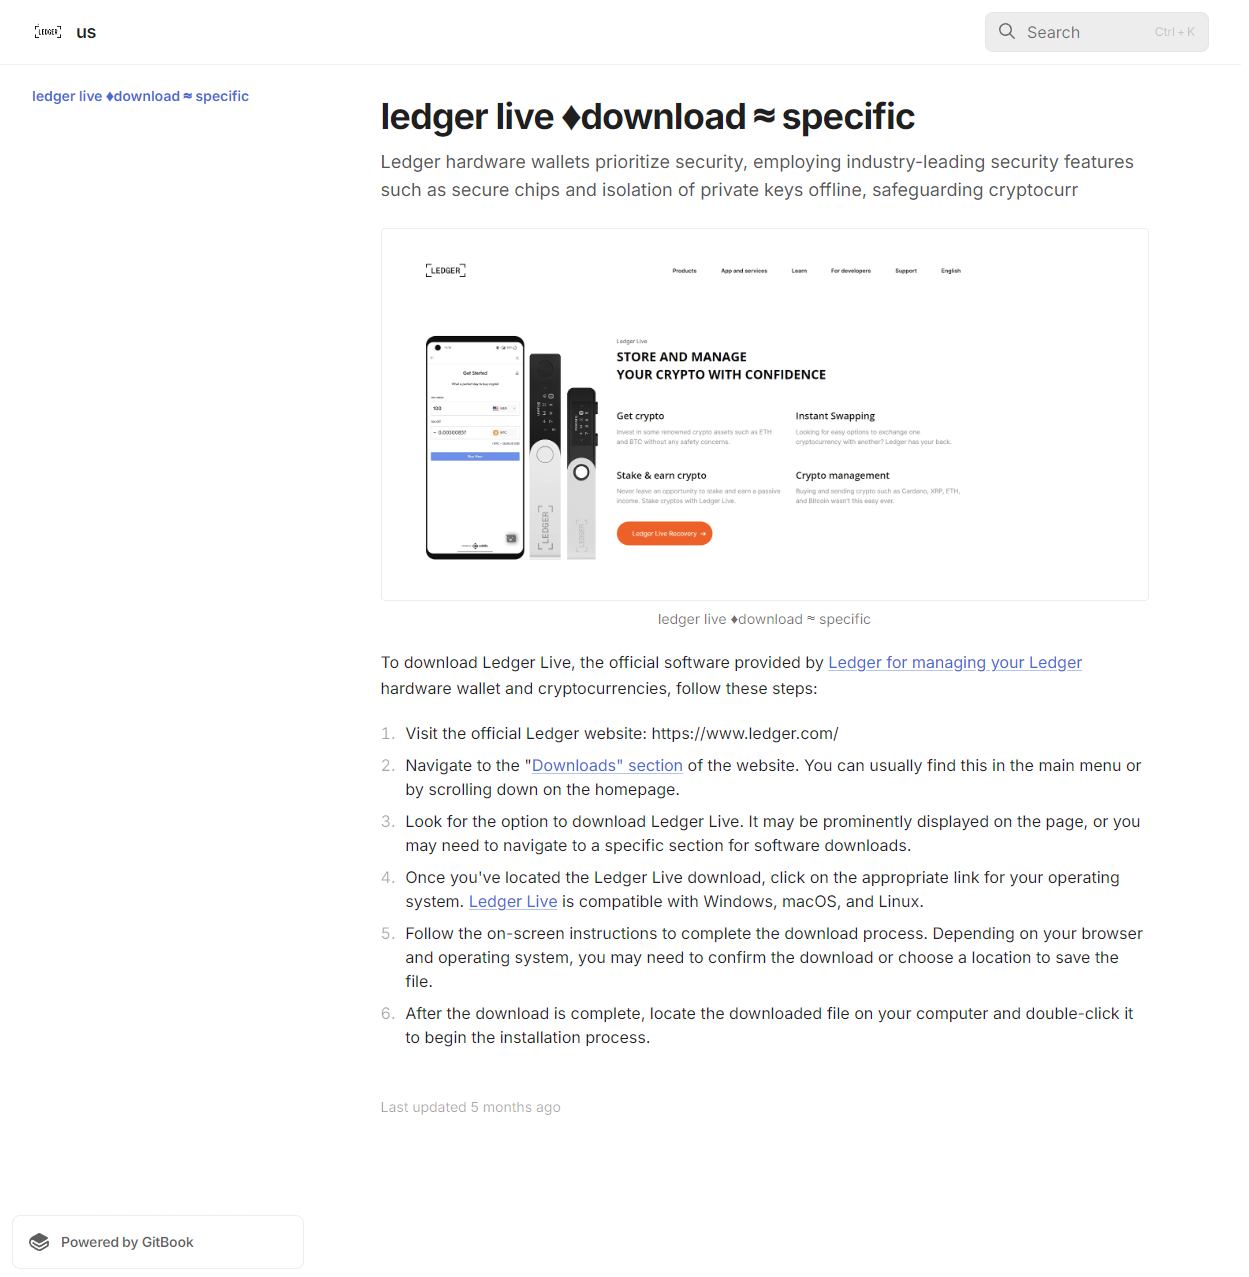 LEDGER
us
Search
Ctrl + K
ledger live ♦download ≈ specific
ledger live ♦download ≈ specific
Ledger hardware wallets prioritize security, employing industry-leading security features
such as secure chips and isolation of private keys offline, safeguarding cryptocurr
LEDGER
Products
App and services
Learn
For developers
Support
English
Get Started
What a perfect day to buy crypto!
100
USD
≈ 0.00300837
BTC
Buy Now
LEDGER
LEDGER
Ledger Live
STORE AND MANAGE
YOUR CRYPTO WITH CONFIDENCE
Get crypto
Invest in some renowned crypto assets such as ETH
and BTC without any safety concerns.
Instant Swapping
Looking for easy options to exchange one
cryptocurrency with another? Ledger has your back.
Stake & earn crypto
Never leave an opportunity to stake and earn a passive
income. Stake cryptos with Ledger Live.
Crypto management
Buying and sending crypto such as Cardano, XRP, ETH,
and Bitcoin wasn't this easy ever.
Ledger Live Recovery →
ledger live ♦download ≈ specific
To download Ledger Live, the official software provided by Ledger for managing your Ledger
hardware wallet and cryptocurrencies, follow these steps:
1. Visit the official Ledger website: https://www.ledger.com/
2. Navigate to the "Downloads" section of the website. You can usually find this in the main menu or
by scrolling down on the homepage.
3. Look for the option to download Ledger Live. It may be prominently displayed on the page, or you
may need to navigate to a specific section for software downloads.
4. Once you've located the Ledger Live download, click on the appropriate link for your operating
system. Ledger Live is compatible with Windows, macOS, and Linux.
5. Follow the on-screen instructions to complete the download process. Depending on your browser
and operating system, you may need to confirm the download or choose a location to save the
file.
6. After the download is complete, locate the downloaded file on your computer and double-click it
to begin the installation process.
Last updated 5 months ago
Powered by GitBook